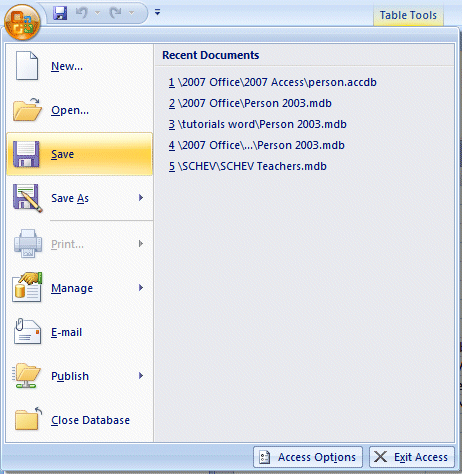 Table Tools
New...
Open...
Save
Save As
Print...
Manage
E-mail
Publish
Close Database
Recent Documents
1 \2007 Office\2007 Access\person.accdb
2 \2007 Office\Person 2003.mdb
3 \tutorials word\Person 2003.mdb
4 \2007 Office\...\Person 2003.mdb
5 \SCHEV\SCHEV Teachers.mdb
Access Options
Exit Access